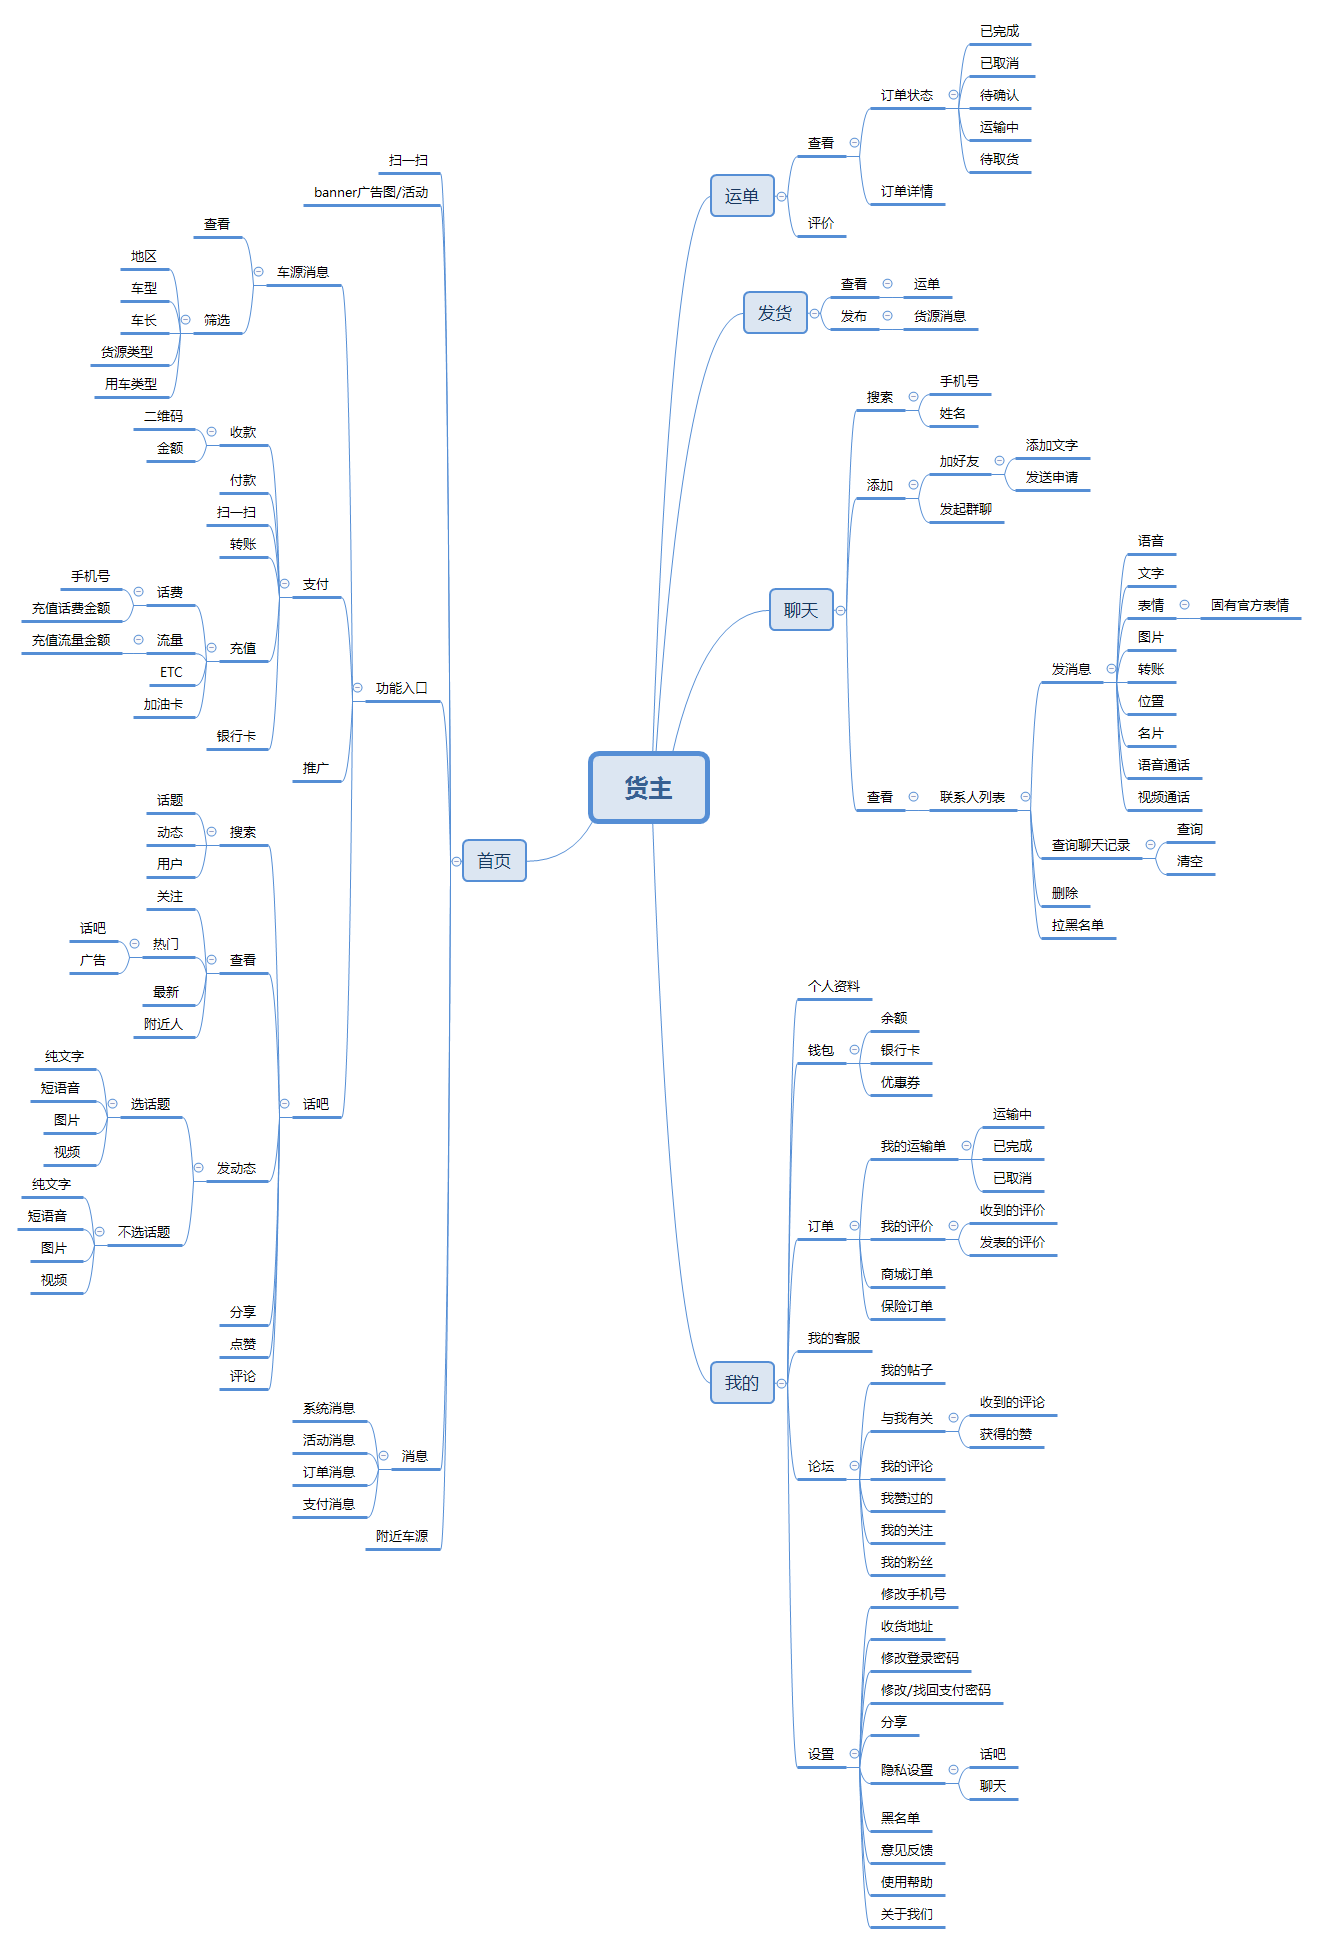 货主
运单
查看
订单状态
已完成
已取消
待确认
运输中
待取货
订单详情
评价
发货
查看
运单
发布
货源消息
聊天
搜索
手机号
姓名
添加
加好友
添加文字
发送申请
发起群聊
查看
联系人列表
发消息
语音
文字
表情
固有官方表情
图片
转账
位置
名片
语音通话
视频通话
查询聊天记录
查询
清空
删除
拉黑名单
我的
个人资料
钱包
余额
银行卡
优惠券
订单
我的运输单
运输中
已完成
已取消
我的评价
收到的评价
发表的评价
商城订单
保险订单
我的客服
论坛
我的帖子
与我有关
收到的评论
获得的赞
我的评论
我赞过的
我的关注
我的粉丝
设置
修改手机号
收货地址
修改登录密码
修改/找回支付密码
分享
隐私设置
话吧
聊天
黑名单
意见反馈
使用帮助
关于我们
首页
扫一扫
banner广告图/活动
功能入口
车源消息
查看
筛选
地区
车型
车长
货源类型
用车类型
支付
收款
二维码
金额
付款
扫一扫
转账
充值
话费
手机号
充值话费金额
流量
充值流量金额
ETC
加油卡
银行卡
推广
话吧
搜索
话题
动态
用户
查看
关注
热门
话吧
广告
最新
附近人
发动态
选话题
纯文字
短语音
图片
视频
不选话题
纯文字
短语音
图片
视频
分享
点赞
评论
消息
系统消息
活动消息
订单消息
支付消息
附近车源